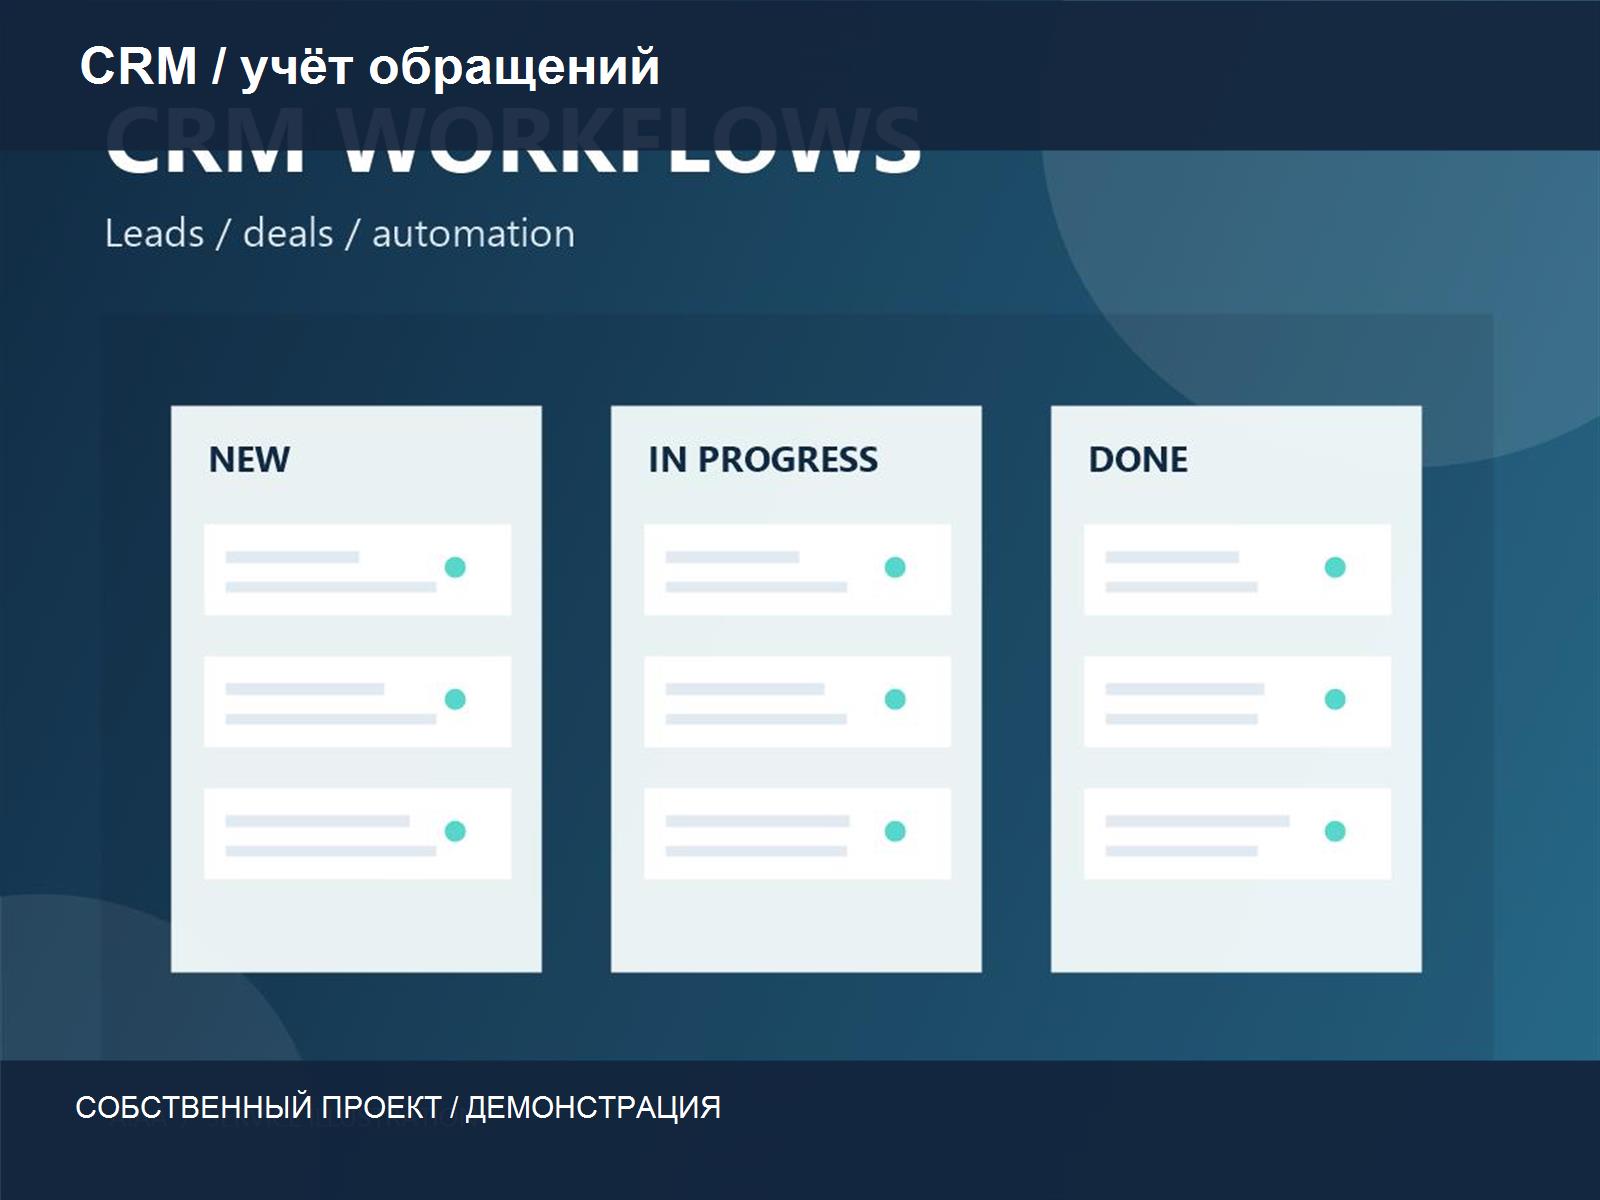 CRM / учёт обращений
CRM WORKFLOWS
Leads / deals / automation
NEW
IN PROGRESS
DONE
СОБСТВЕННЫЙ ПРОЕКТ / ДЕМОНСТРАЦИЯ